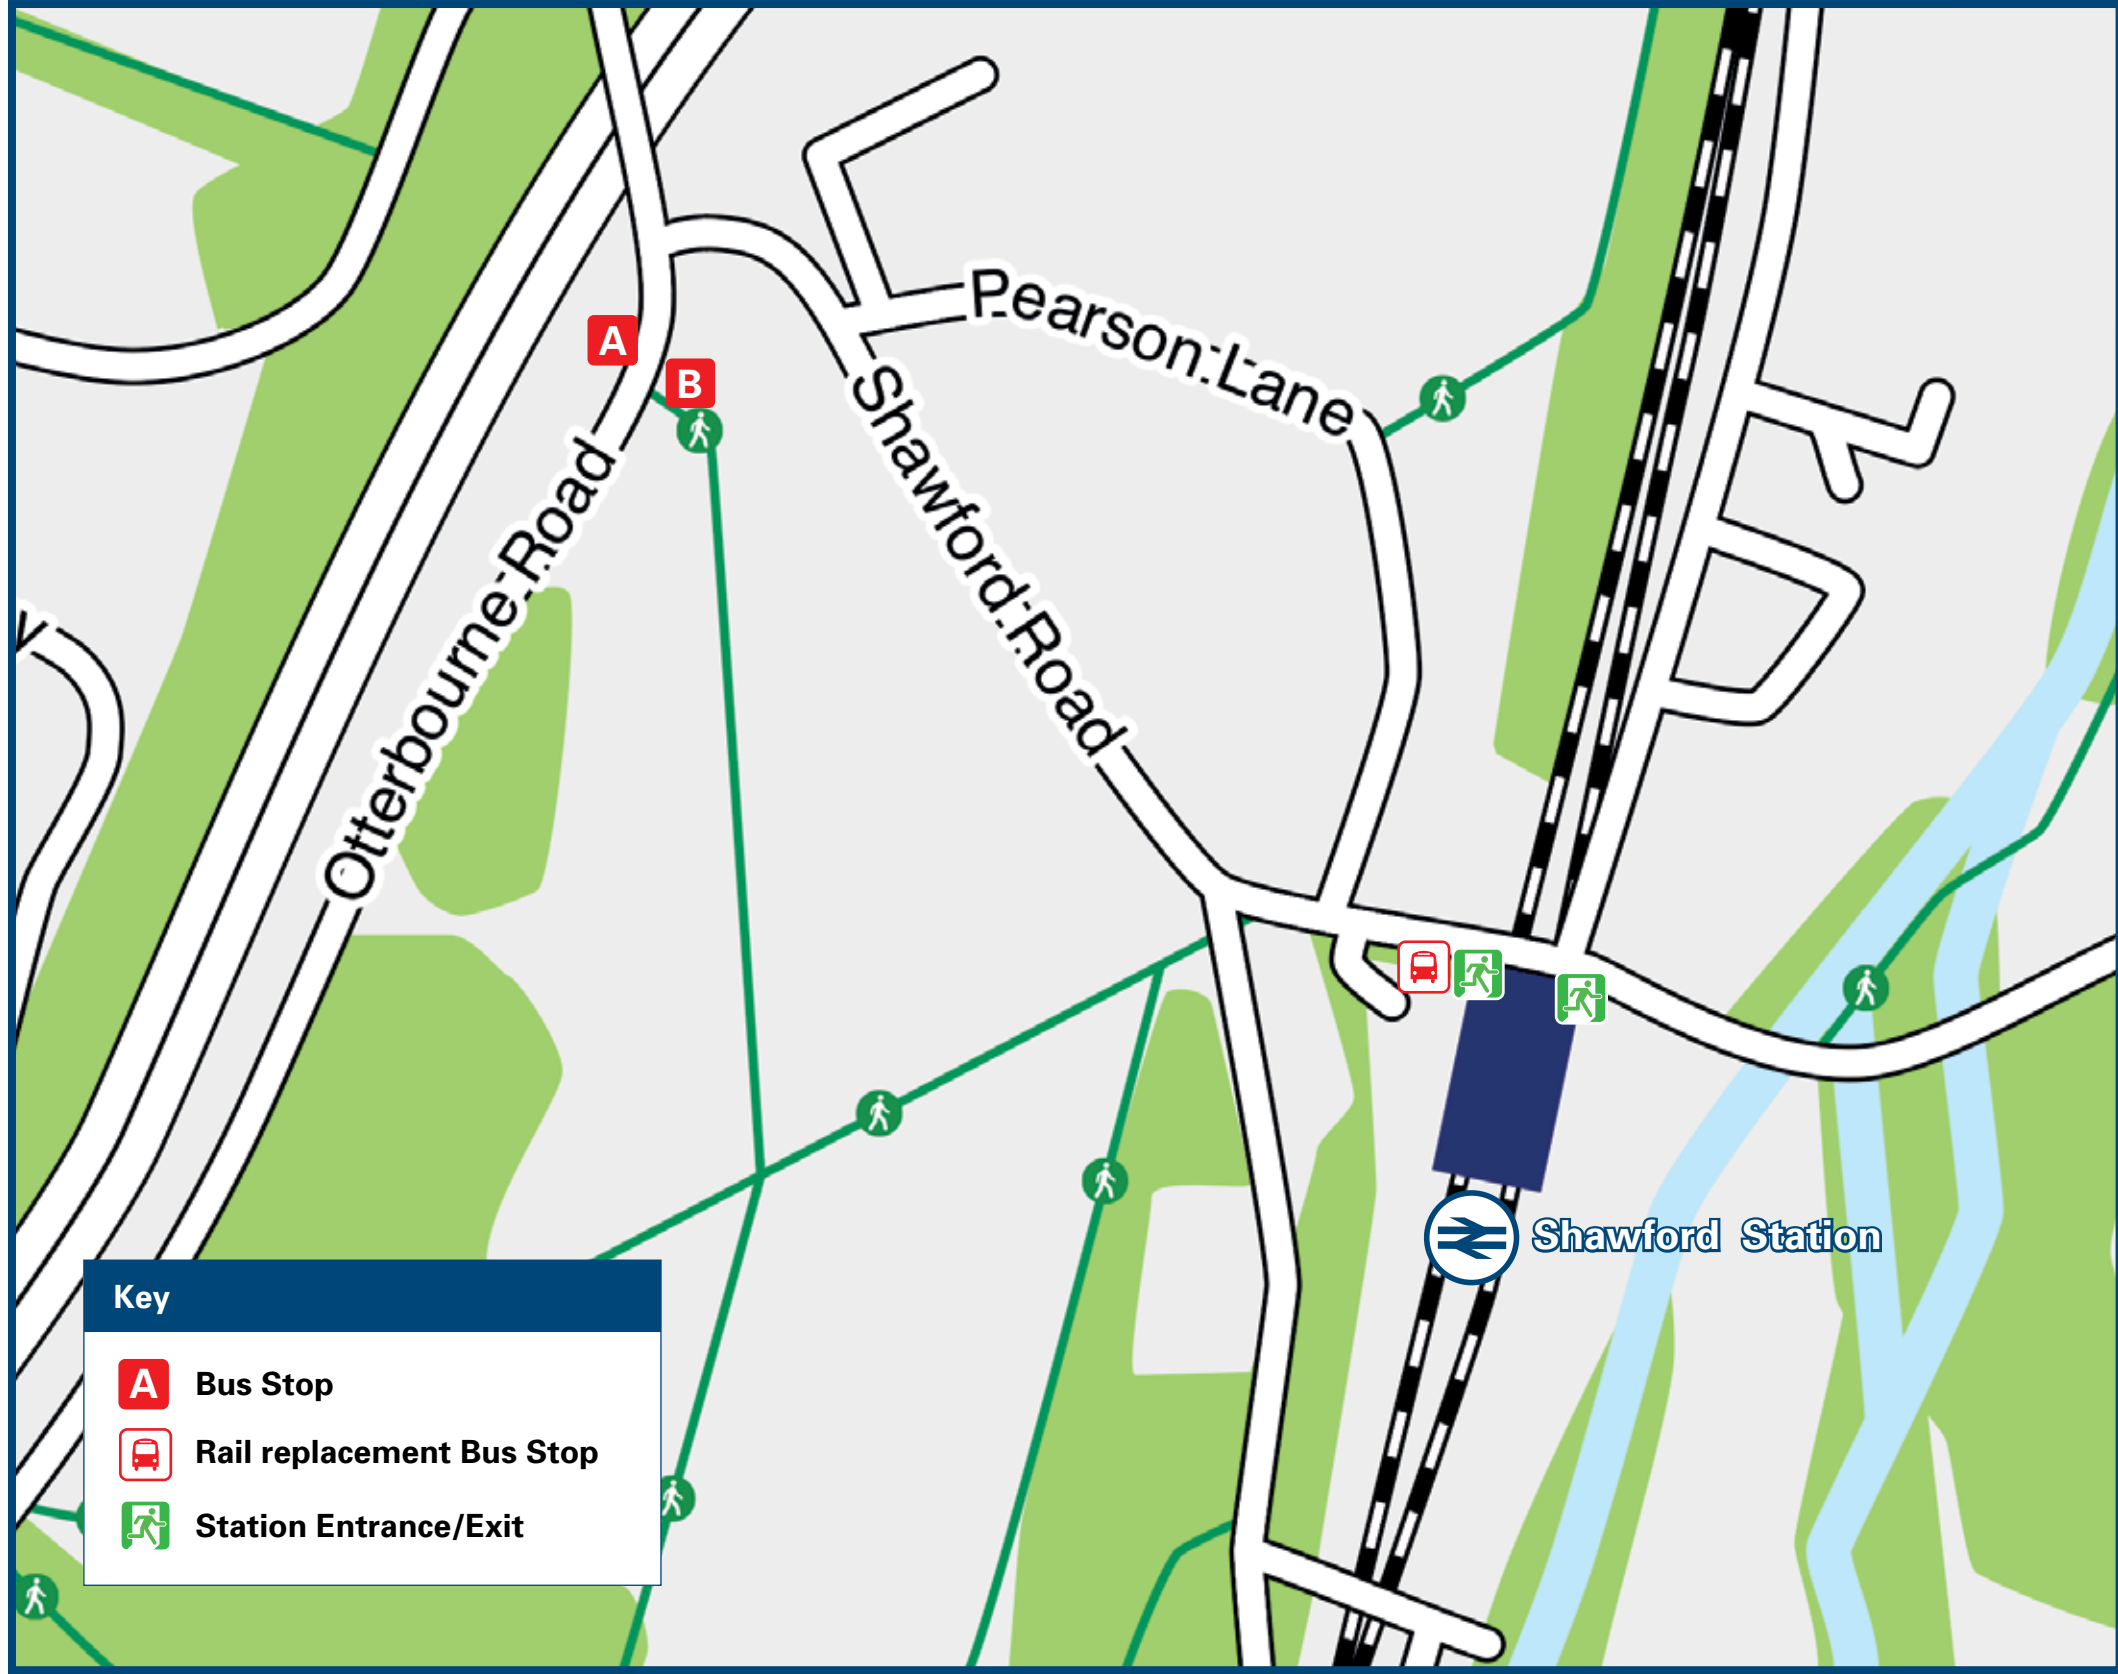 A
B
Pearson Lane
Shawford Road
Otterbourne Road
y
Shawford Station
Key
A Bus Stop
Rail replacement Bus Stop
Station Entrance/Exit